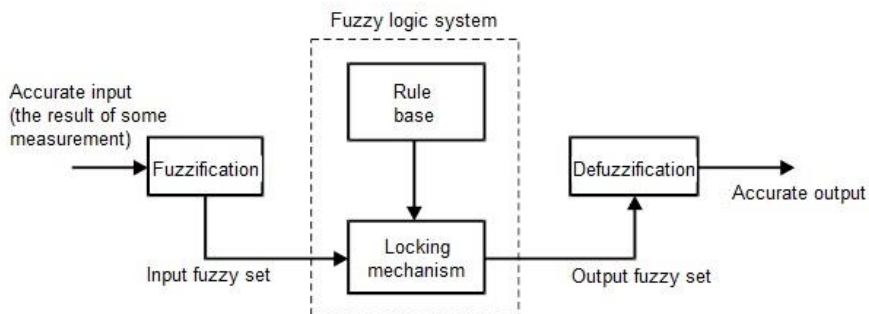 Fuzzy logic system
Accurate input
(the result of some
measurement)
Rule
base
Fuzzification
Defuzzification
Accurate output
Locking
mechanism
Input fuzzy set
Output fuzzy set